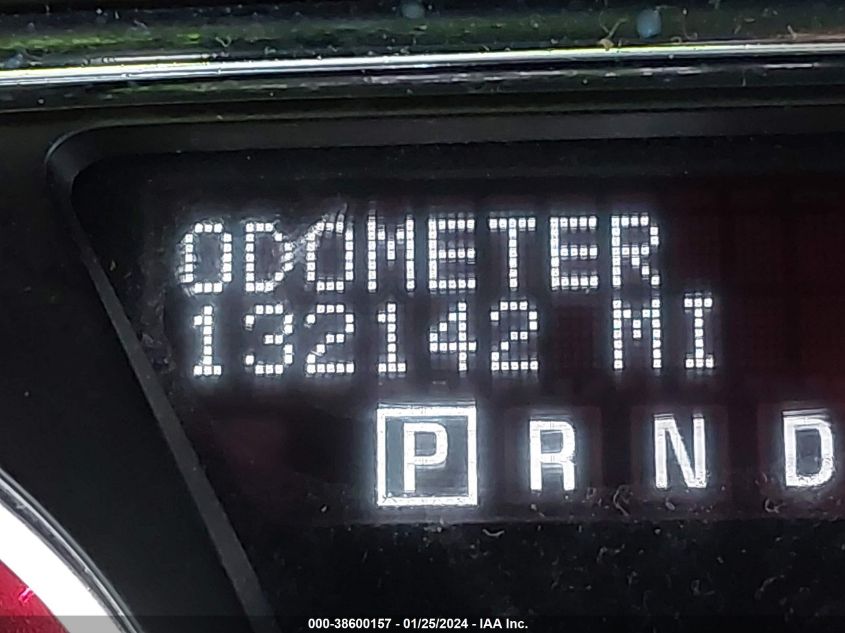 ODOMETER
132142 MI
P R N D
000-38600157 - 01/25/2024 - IAA Inc.